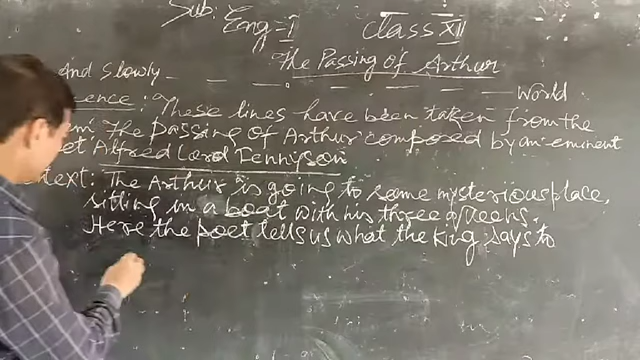 Sub: Eng-I Class XII
The Passing of Arthur
And Slowly _ _ _ _ _ _ _ World
ence: These lines have been taken from the
em The passing of Arthur composed by an eminent
et Alfred Lord Tennyson
text: The Arthur is going to some mysterious place,
sitting in a boat with his three Queens.
Here the poet tells us what the King says to